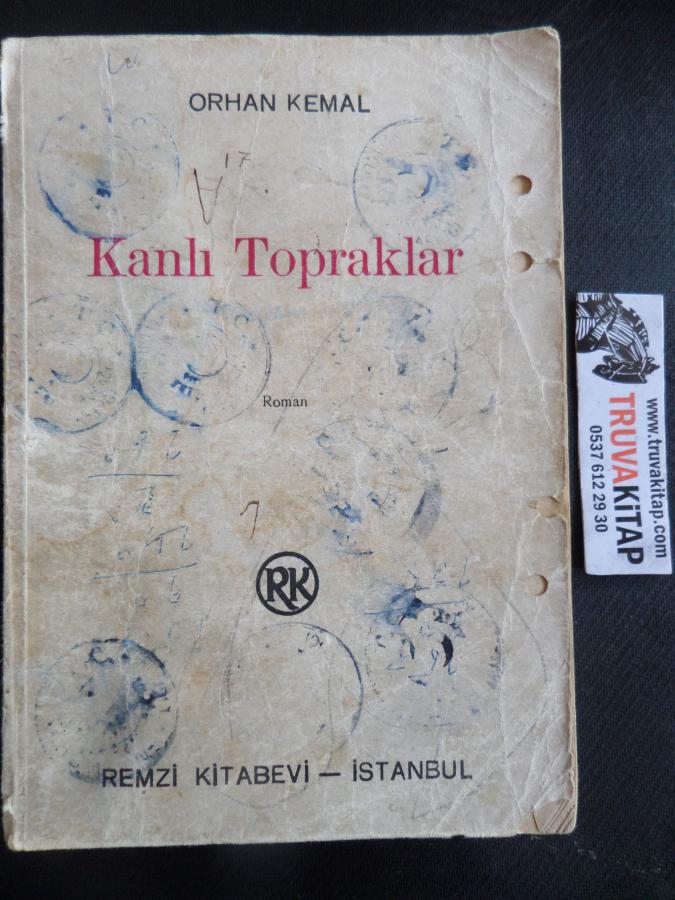 ORHAN KEMAL
17
Kanlı Topraklar
Roman
RK
REMZİ KİTABEVİ — İSTANBUL
www.truvakitap.com
TRUVAKİTAP
0537 612 29 30